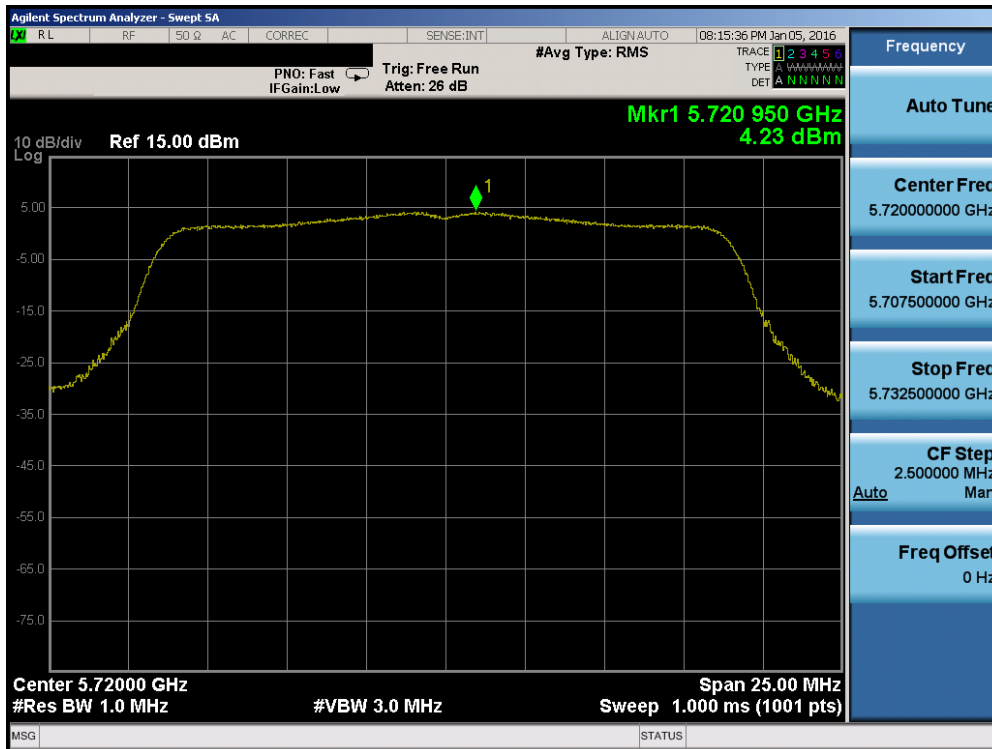 Agilent Spectrum Analyzer - Swept SA
LXI RL RF 50 Ω AC CORREC SENSE:INT ALIGN AUTO 08:15:36 PM Jan 05, 2016
PNO: Fast
IFGain:Low
Trig: Free Run
Atten: 26 dB
#Avg Type: RMS
TRACE 1 2 3 4 5 6
TYPE A WWWWW
DET A N N N N N
Mkr1 5.720 950 GHz
4.23 dBm
10 dB/div Ref 15.00 dBm
Log
1
5.00
-5.00
-15.0
-25.0
-35.0
-45.0
-55.0
-65.0
-75.0
Center 5.72000 GHz Span 25.00 MHz
#Res BW 1.0 MHz #VBW 3.0 MHz Sweep 1.000 ms (1001 pts)
MSG STATUS
Frequency
Auto Tune
Center Freq
5.720000000 GHz
Start Freq
5.707500000 GHz
Stop Freq
5.732500000 GHz
CF Step
2.500000 MHz
Auto Man
Freq Offset
0 Hz